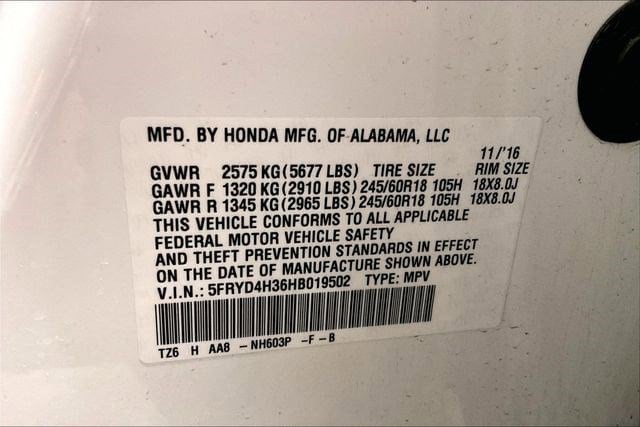 MFD. BY HONDA MFG. OF ALABAMA, LLC
11/'16
GVWR 2575 KG(5677 LBS) TIRE SIZE RIM SIZE
GAWR F 1320 KG(2910 LBS) 245/60R18 105H 18X8.0J
GAWR R 1345 KG(2965 LBS) 245/60R18 105H 18X8.0J
THIS VEHICLE CONFORMS TO ALL APPLICABLE
FEDERAL MOTOR VEHICLE SAFETY
AND THEFT PREVENTION STANDARDS IN EFFECT
ON THE DATE OF MANUFACTURE SHOWN ABOVE.
V.I.N.: 5FRYD4H36HB019502 TYPE: MPV
TZ6 H AA8 - NH603P - F - B